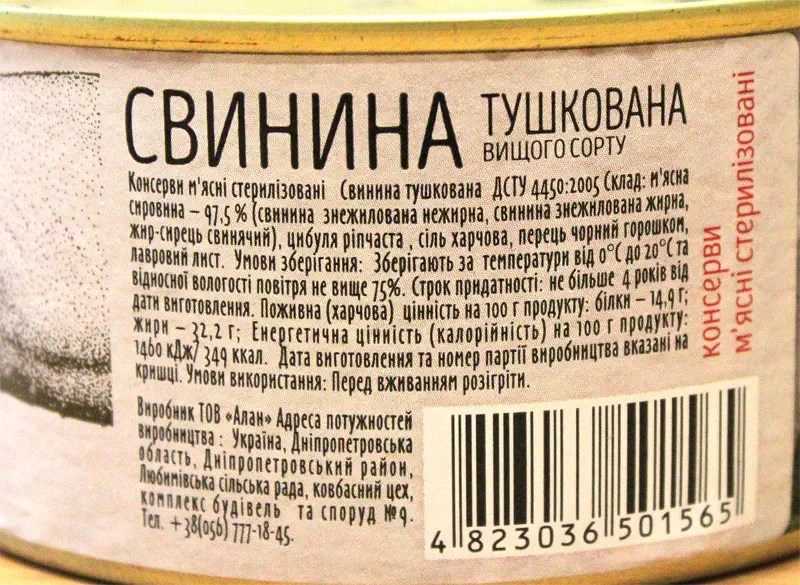 СВИНИНА ТУШКОВАНА
ВИЩОГО СОРТУ
Консерви м'ясні стерилізовані Свинина тушкована ДСТУ 4450:2005 Склад: м'ясна
сировина – 97,5 % (свинина знежилована нежирна, свинина знежилована жирна,
жир-сирець свинячий), цибуля ріпчаста , сіль харчова, перець чорний горошком,
лавровий лист. Умови зберігання: Зберігають за температури від 0°С до 20°С та
відносної вологості повітря не вище 75%. Строк придатності: не більше 4 років від
дати виготовлення. Поживна (харчова) цінність на 100 г продукту: білки – 14,9 г;
жири – 32,2 г; Енергетична цінність (калорійність) на 100 г продукту:
1460 кДж/ 349 ккал. Дата виготовлення та номер партії виробництва вказані на
кришці. Умови використання: Перед вживанням розігріти.
Виробник ТОВ «Алан» Адреса потужностей
виробництва : Україна, Дніпропетровська
область, Дніпропетровський район,
Любимівська сільська рада, ковбасний цех,
комплекс будівель та споруд №9.
Тел. +38(056) 777-18-45.
консерви
м'ясні стерилізовані
4 823036 501565